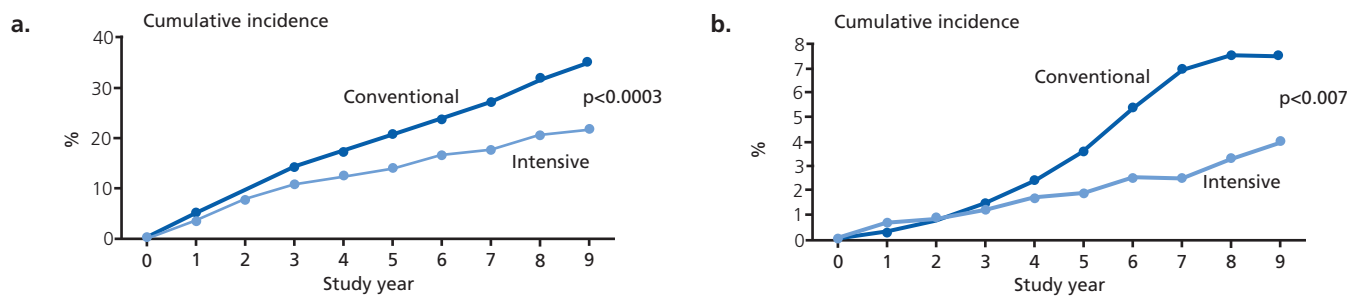 a.
Cumulative incidence
40
30
20
10
0
%
Conventional
p<0.0003
Intensive
0 1 2 3 4 5 6 7 8 9
Study year
b.
Cumulative incidence
8
7
6
5
4
3
2
1
0
%
Conventional
p<0.007
Intensive
0 1 2 3 4 5 6 7 8 9
Study year